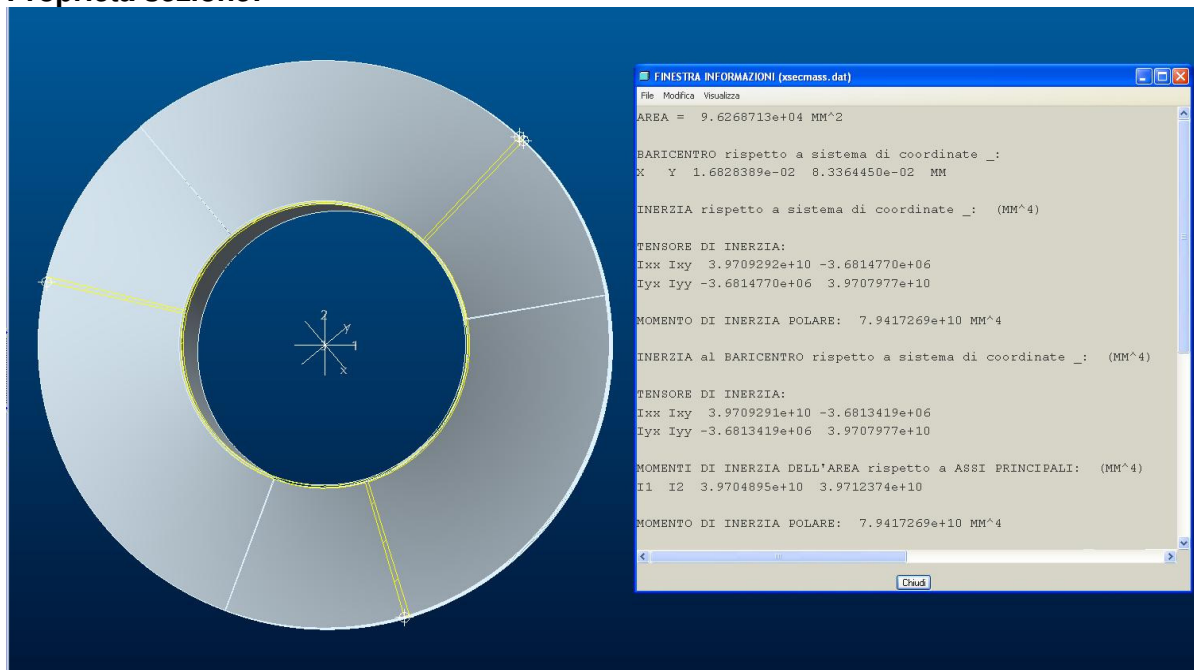 Proprietà sezione:
FINESTRA INFORMAZIONI (xsecmass.dat)
File Modifica Visualizza
AREA = 9.6268713e+04 MM^2
BARICENTRO rispetto a sistema di coordinate _:
X Y 1.6828389e-02 8.3364450e-02 MM
INERZIA rispetto a sistema di coordinate _: (MM^4)
TENSORE DI INERZIA:
Ixx Ixy 3.9709292e+10 -3.6814770e+06
Iyx Iyy -3.6814770e+06 3.9707977e+10
MOMENTO DI INERZIA POLARE: 7.9417269e+10 MM^4
INERZIA al BARICENTRO rispetto a sistema di coordinate _: (MM^4)
TENSORE DI INERZIA:
Ixx Ixy 3.9709291e+10 -3.6813419e+06
Iyx Iyy -3.6813419e+06 3.9707977e+10
MOMENTI DI INERZIA DELL'AREA rispetto a ASSI PRINCIPALI: (MM^4)
I1 I2 3.9704895e+10 3.9712374e+10
MOMENTO DI INERZIA POLARE: 7.9417269e+10 MM^4
Chiudi
2
Y
1
X